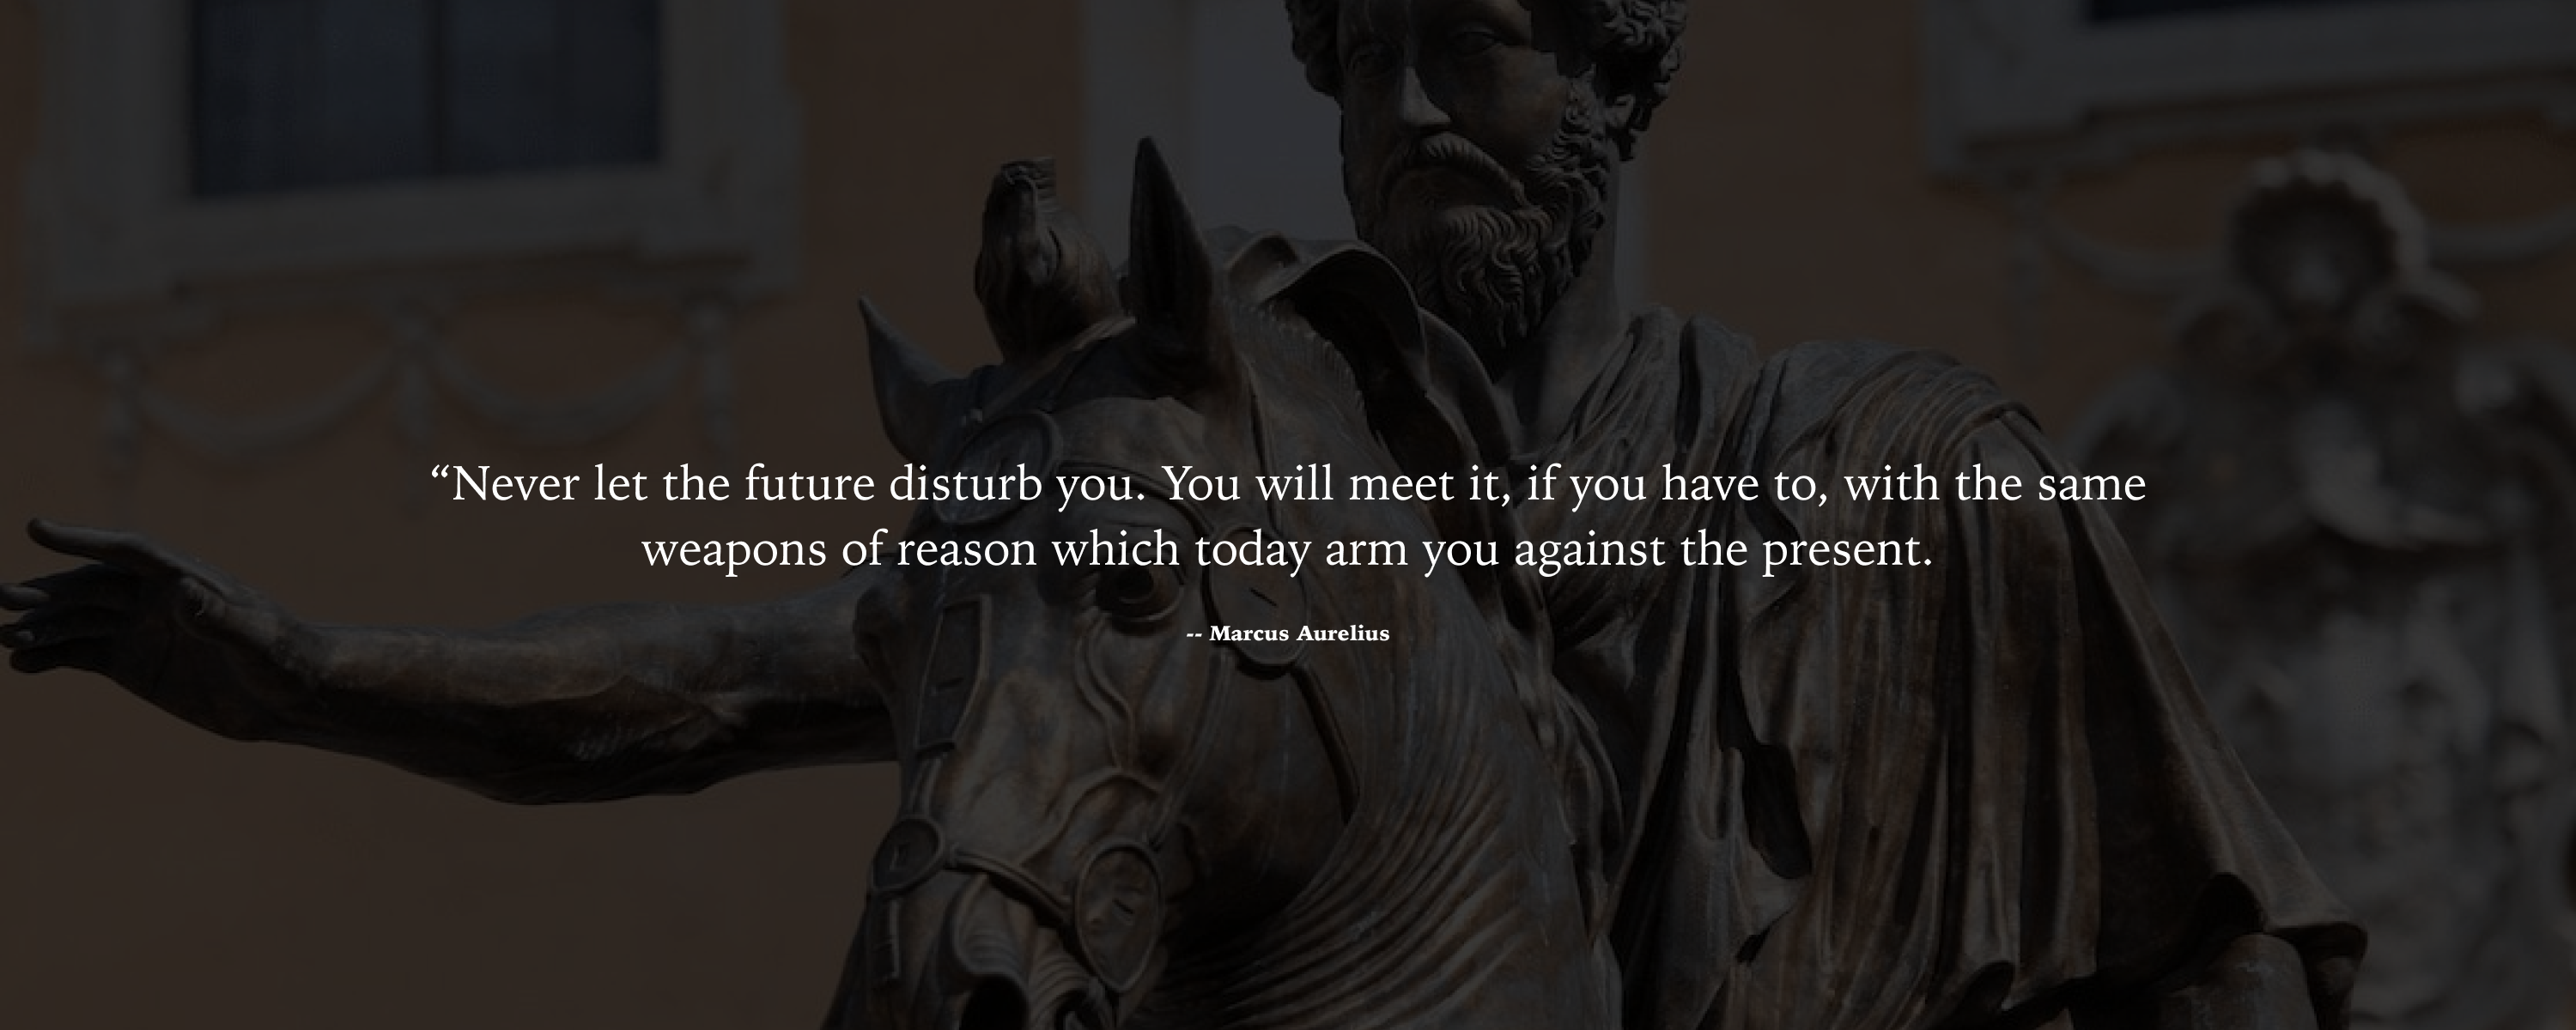 “Never let the future disturb you. You will meet it, if you have to, with the same
weapons of reason which today arm you against the present.
-- Marcus Aurelius